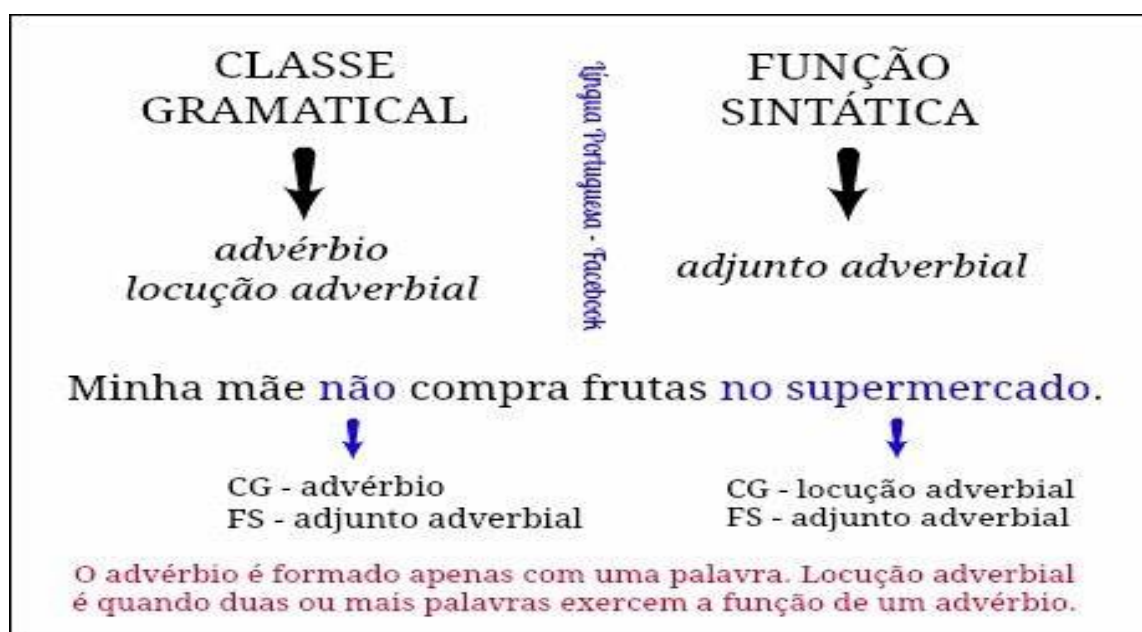 CLASSE
GRAMATICAL
advérbio
locução adverbial
Língua Portuguesa - Facebook
FUNÇÃO
SINTÁTICA
adjunto adverbial
Minha mãe não compra frutas no supermercado.
CG - advérbio
FS - adjunto adverbial
CG - locução adverbial
FS - adjunto adverbial
O advérbio é formado apenas com uma palavra. Locução adverbial
é quando duas ou mais palavras exercem a função de um advérbio.